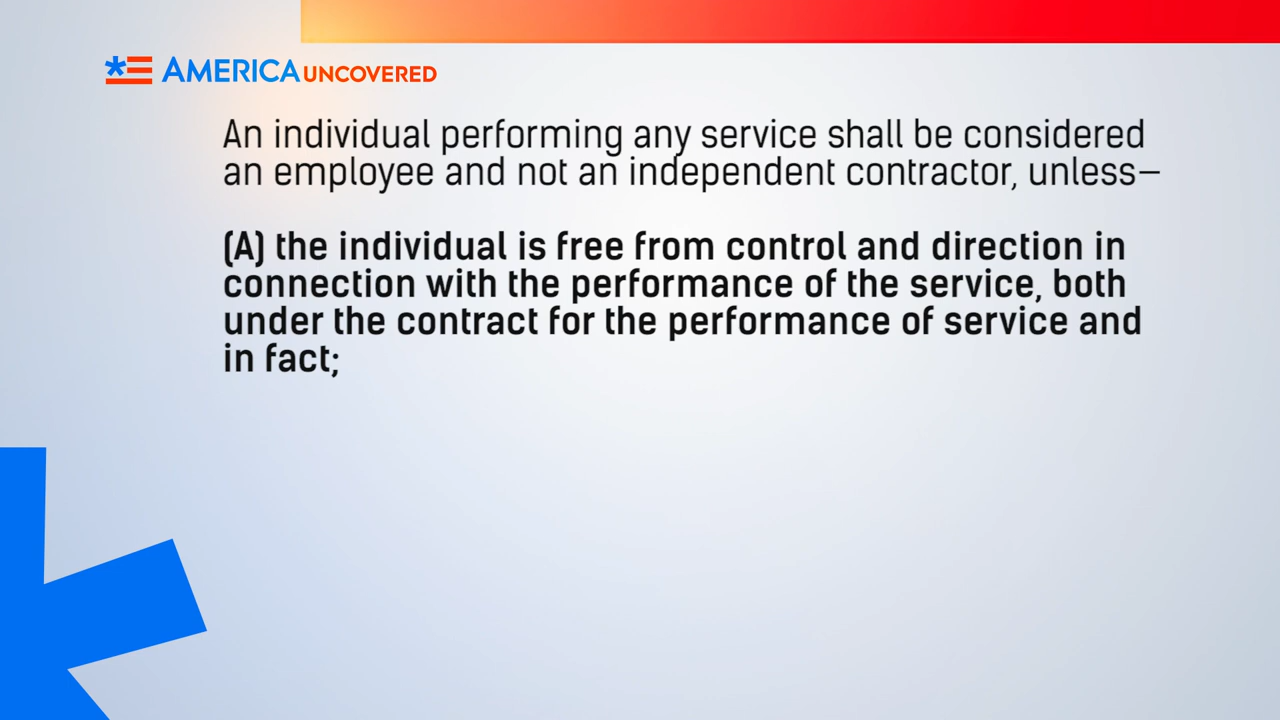 AMERICA UNCOVERED
An individual performing any service shall be considered
an employee and not an independent contractor, unless—
(A) the individual is free from control and direction in
connection with the performance of the service, both
under the contract for the performance of service and
in fact;